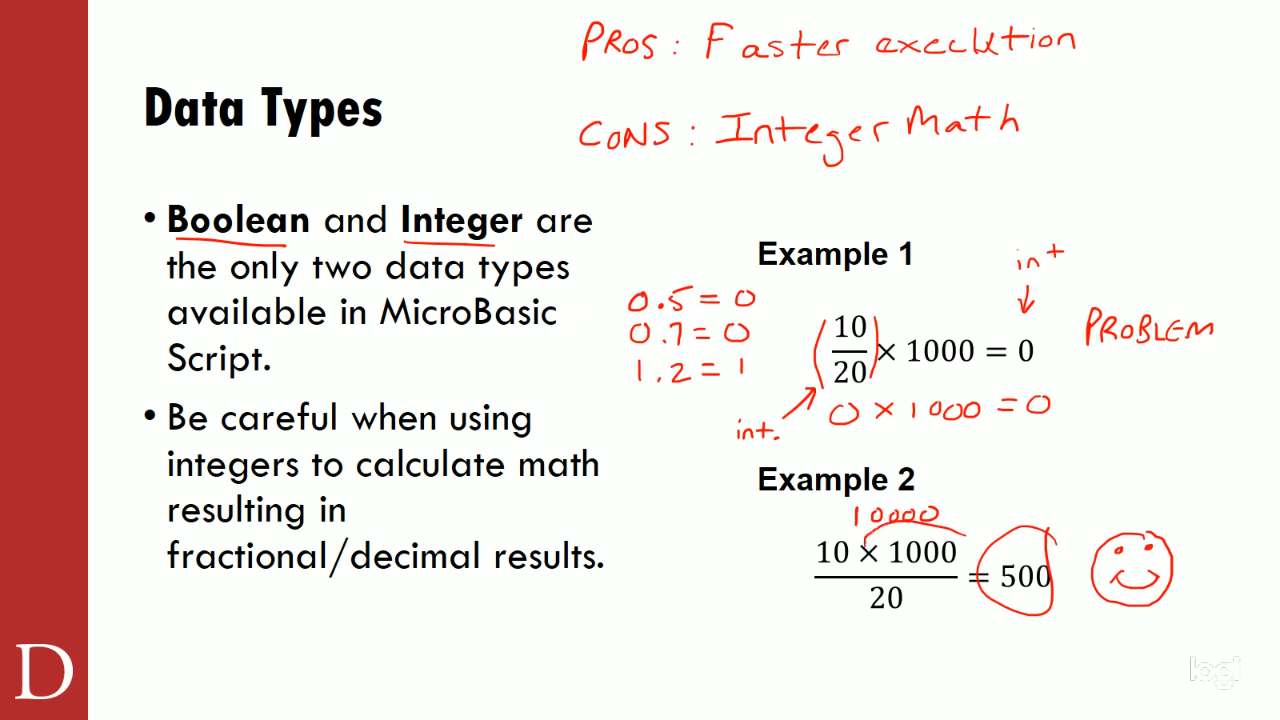 PROS : Faster execution
Data Types
CONS : Integer Math
• Boolean and Integer are
the only two data types
available in MicroBasic
Script.
• Be careful when using
integers to calculate math
resulting in
fractional/decimal results.
Example 1
int
0.5 = 0
0.7 = 0
1.2 = 1
(10/20) × 1000 = 0
PROBLEM
int.
0 × 1000 = 0
Example 2
10000
10 × 1000
20
= 500
D
logi